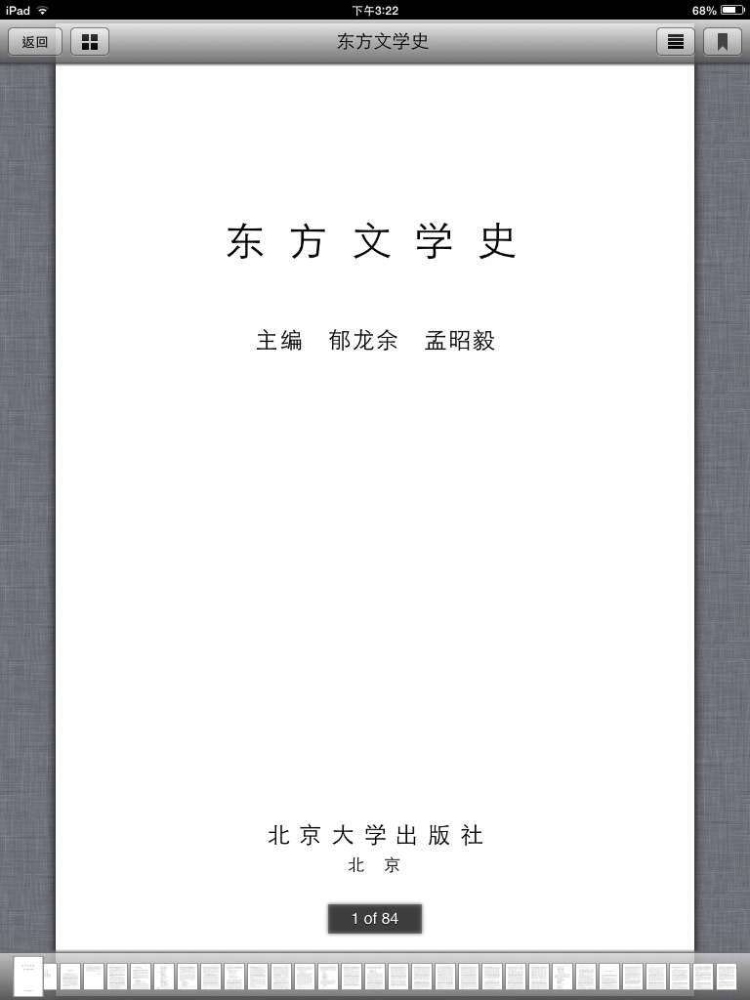 iPad 下午3:22 68%
返回 东方文学史
东方文学史
主编 郁龙余 孟昭毅
北京大学出版社
北京
1 of 84